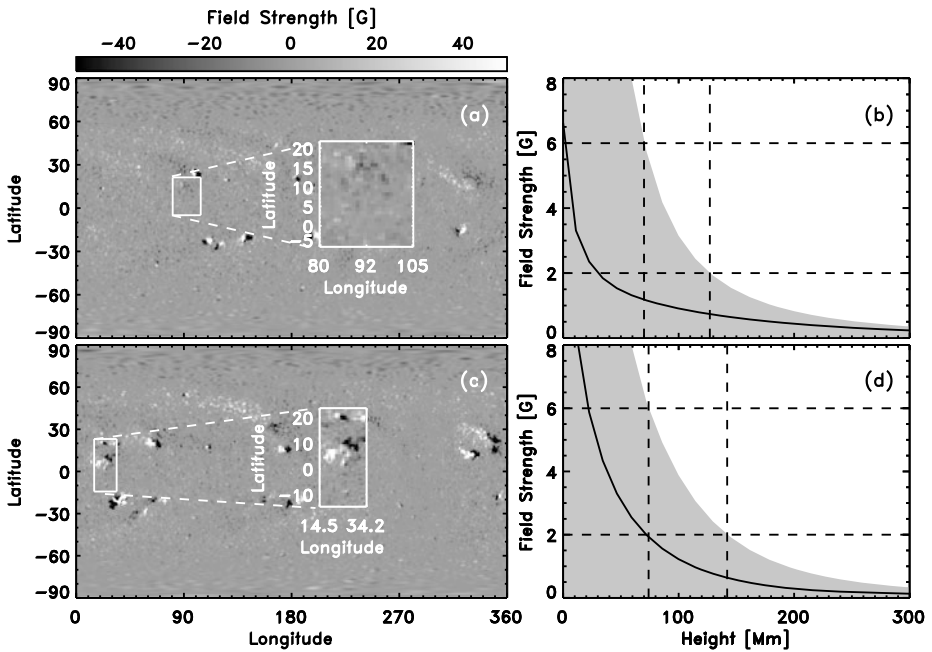 Field Strength [G]
−40 −20 0 20 40
90
60
30
0
−30
−60
−90
Latitude
(a)
20
15
10
5
0
−5
Latitude
80 92 105
Longitude
8
6
4
2
0
Field Strength [G]
(b)
90
60
30
0
−30
−60
−90
Latitude
(c)
20
10
0
−10
Latitude
14.5 34.2
Longitude
0 90 180 270 360
Longitude
8
6
4
2
0
Field Strength [G]
(d)
0 100 200 300
Height [Mm]